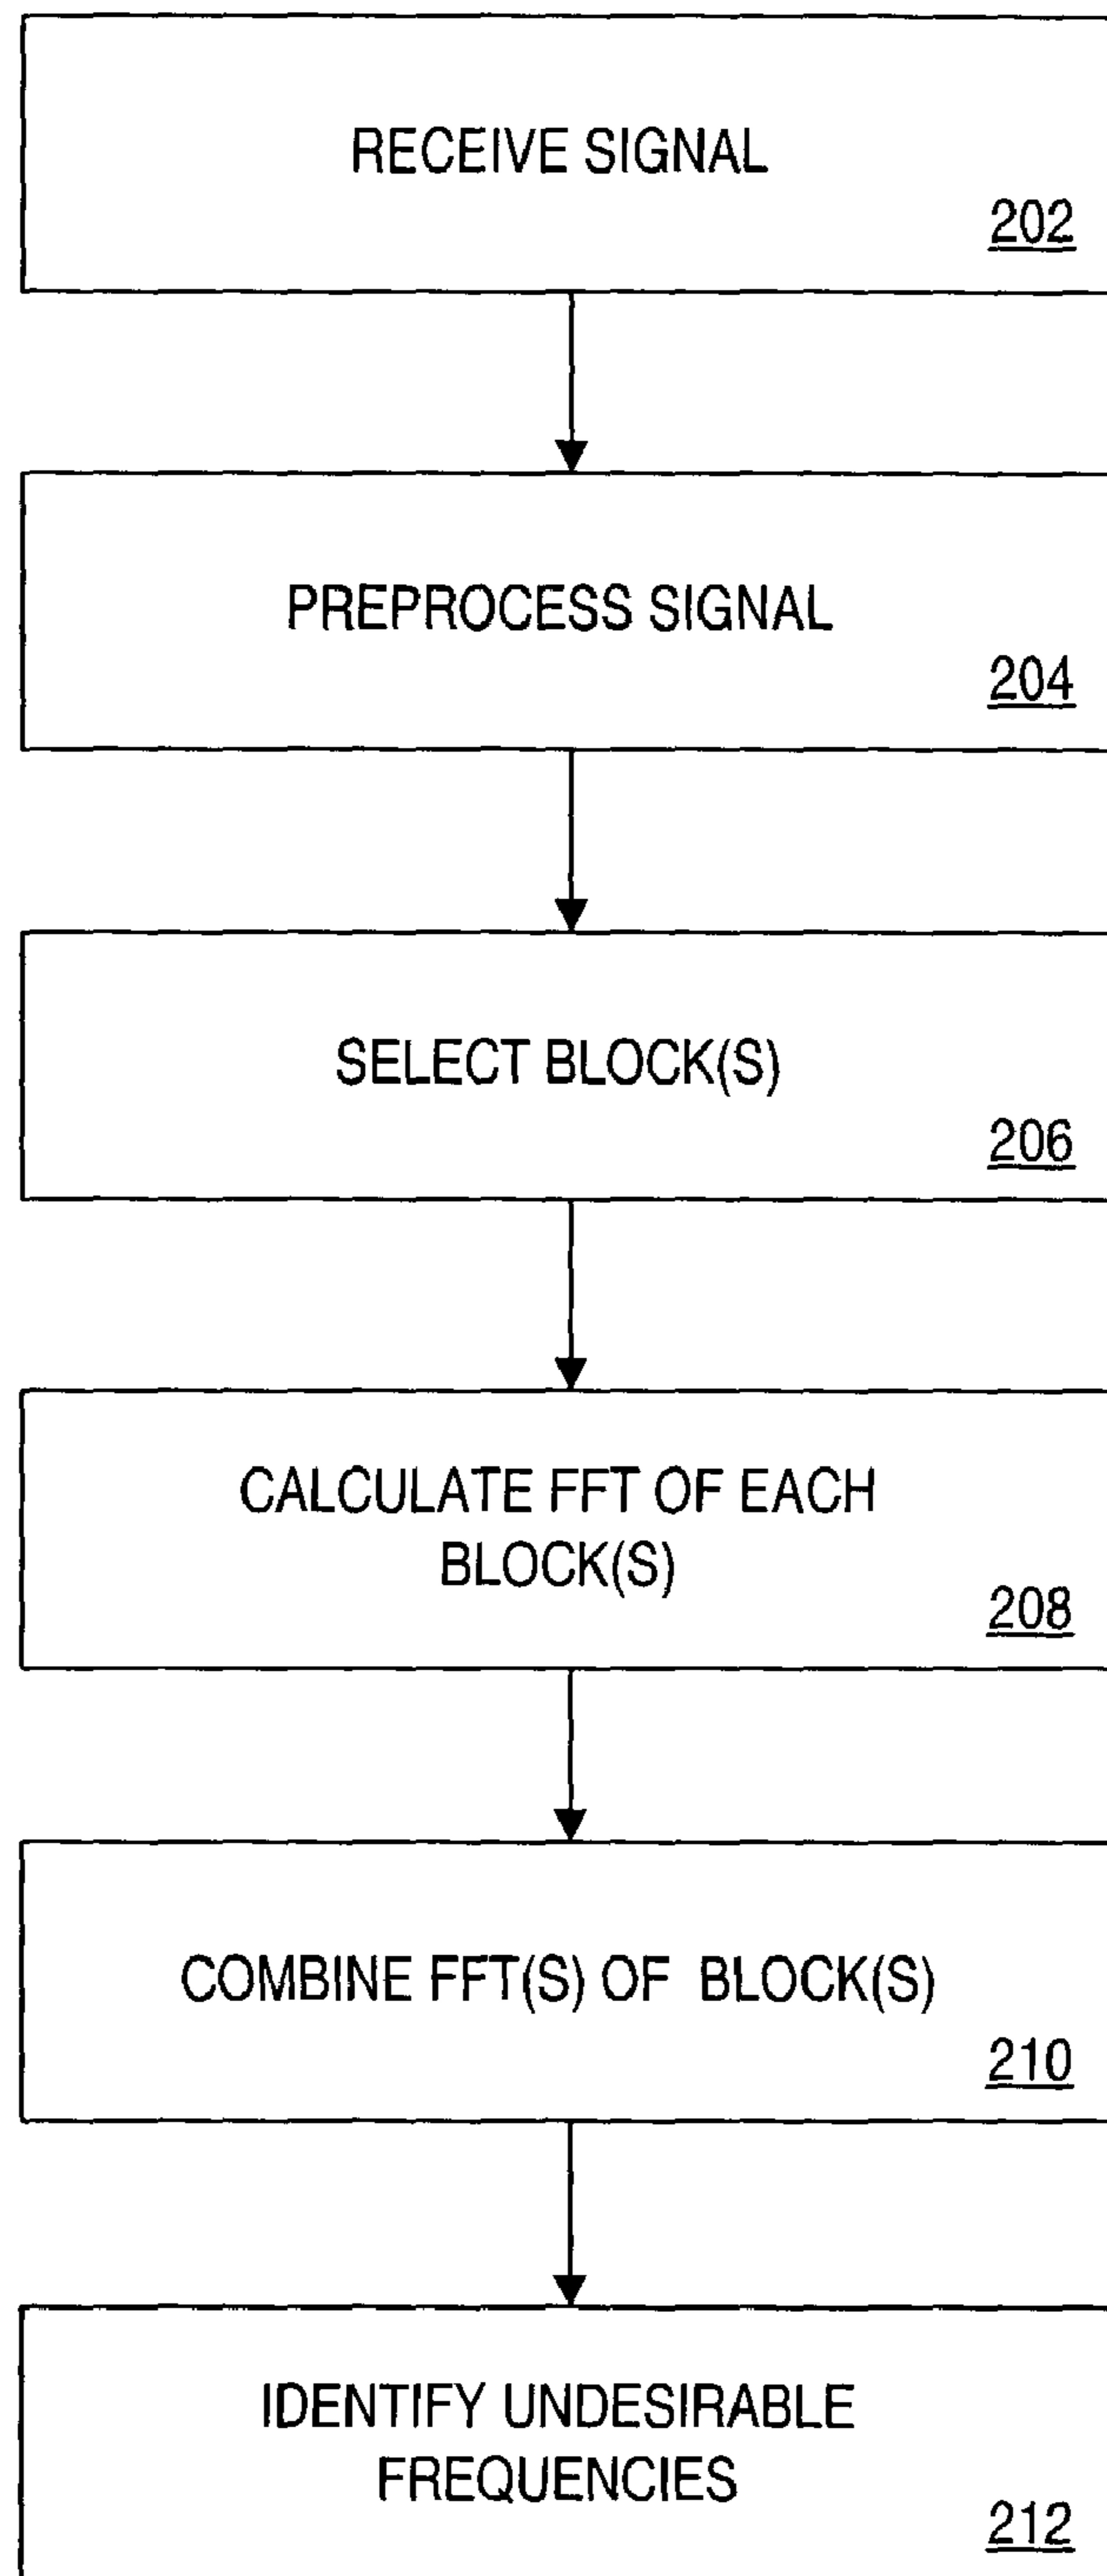 RECEIVE SIGNAL
202
PREPROCESS SIGNAL
204
SELECT BLOCK(S)
206
CALCULATE FFT OF EACH
BLOCK(S)
208
COMBINE FFT(S) OF BLOCK(S)
210
IDENTIFY UNDESIRABLE
FREQUENCIES
212